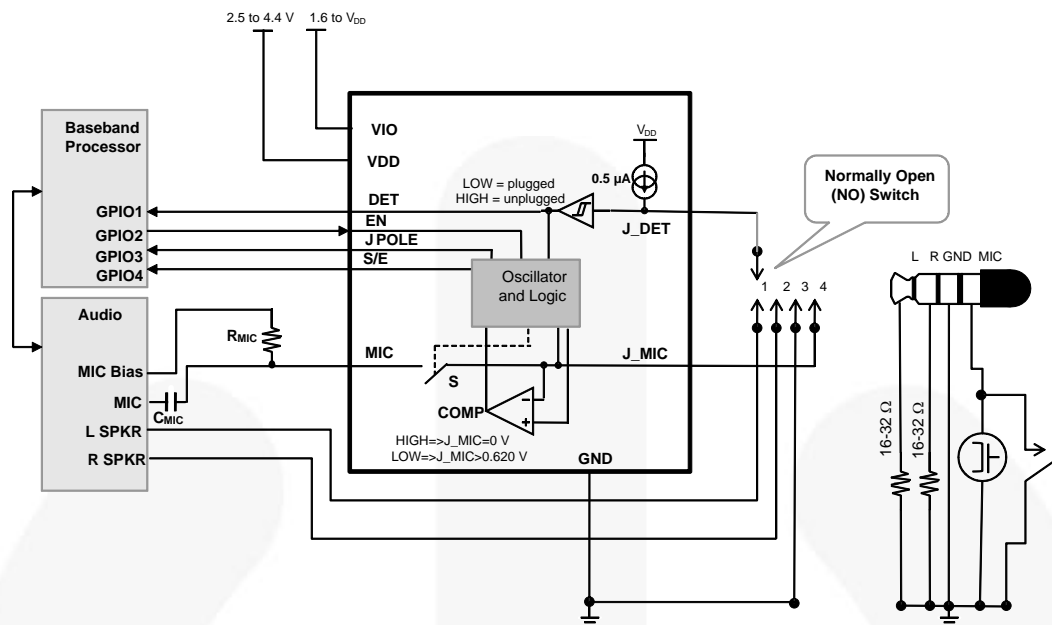 2.5 to 4.4 V
1.6 to VDD
Baseband
Processor
GPIO1
GPIO2
GPIO3
GPIO4
Audio
MIC Bias
MIC
CMIC
L SPKR
R SPKR
RMIC
VIO
VDD
DET
EN
JPOLE
S/E
MIC
LOW = plugged
HIGH = unplugged
VDD
0.5 µA
J_DET
Oscillator
and Logic
J_MIC
S
COMP
-
+
HIGH=>J_MIC=0 V
LOW=>J_MIC>0.620 V
GND
Normally Open
(NO) Switch
1 2 3 4
L R GND MIC
16-32 Ω
16-32 Ω